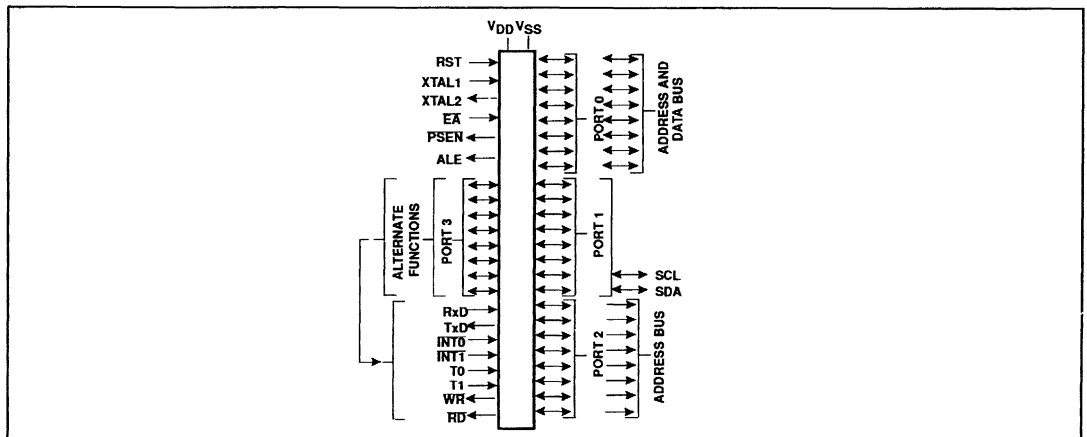 VDD VSS
RST
XTAL1
XTAL2
EA
PSEN
ALE
PORT 0
ADDRESS AND
DATA BUS
ALTERNATE
FUNCTIONS
PORT 3
PORT 1
SCL
SDA
RxD
TxD
INT0
INT1
T0
T1
WR
RD
PORT 2
ADDRESS BUS